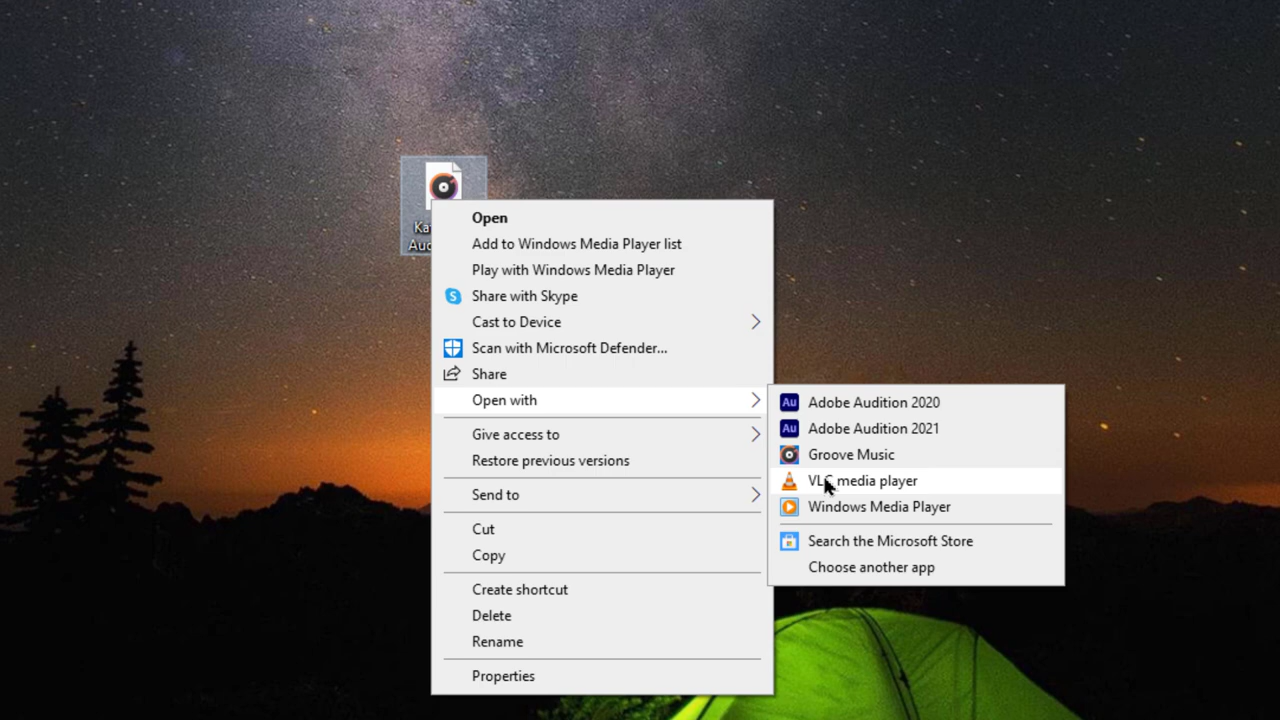 Open
Add to Windows Media Player list
Play with Windows Media Player
Share with Skype
Cast to Device
Scan with Microsoft Defender...
Share
Open with
Give access to
Restore previous versions
Send to
Cut
Copy
Create shortcut
Delete
Rename
Properties
Au Adobe Audition 2020
Au Adobe Audition 2021
Groove Music
VLC media player
Windows Media Player
Search the Microsoft Store
Choose another app